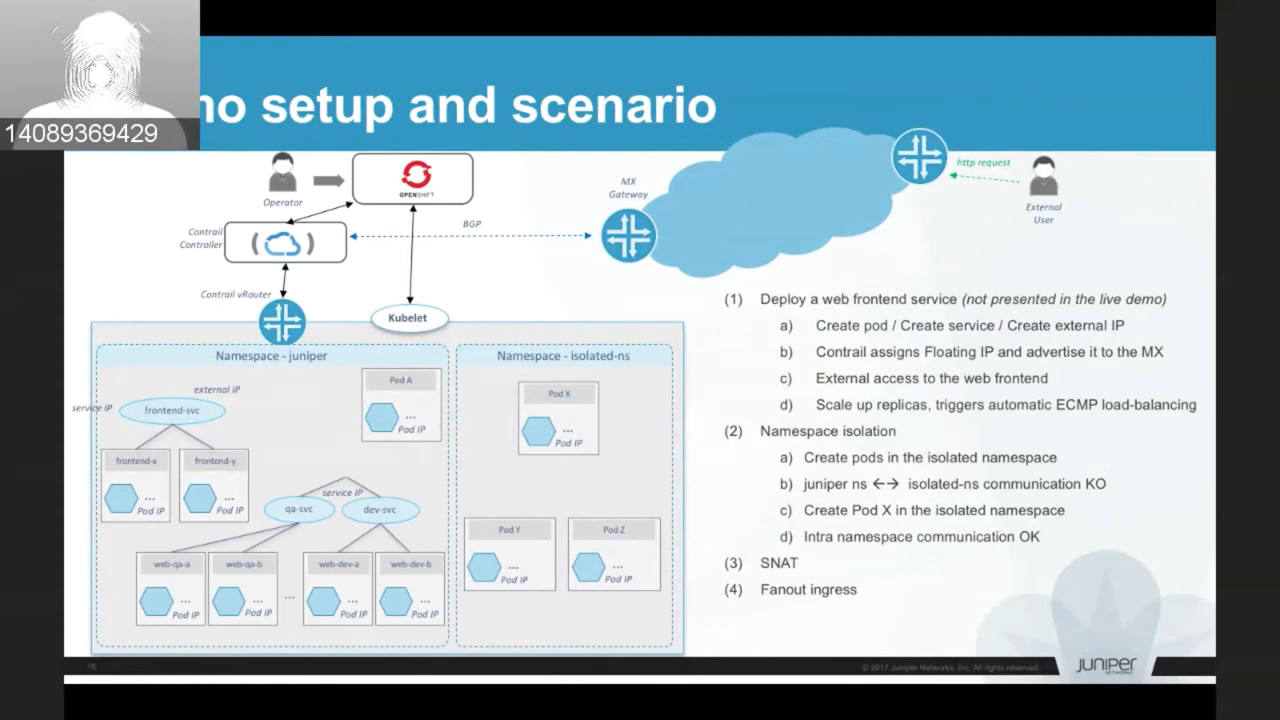 14089369429
no setup and scenario
Operator
OPENSHIFT
MX
Gateway
http request
External
User
Contrail
Controller
BGP
Contrail vRouter
Kubelet
Namespace - juniper
Namespace - isolated-ns
external IP
service IP
frontend-svc
Pod A
...
Pod IP
Pod X
...
Pod IP
frontend-x
...
Pod IP
frontend-y
...
Pod IP
service IP
qa-svc
dev-svc
Pod Y
...
Pod IP
Pod Z
...
Pod IP
web-qa-a
...
Pod IP
web-qa-b
...
Pod IP
...
web-dev-a
...
Pod IP
web-dev-b
...
Pod IP
(1) Deploy a web frontend service (not presented in the live demo)
a) Create pod / Create service / Create external IP
b) Contrail assigns Floating IP and advertise it to the MX
c) External access to the web frontend
d) Scale up replicas, triggers automatic ECMP load-balancing
(2) Namespace isolation
a) Create pods in the isolated namespace
b) juniper ns ←→ isolated-ns communication KO
c) Create Pod X in the isolated namespace
d) Intra namespace communication OK
(3) SNAT
(4) Fanout ingress
16
© 2017 Juniper Networks, Inc. All rights reserved.
JUNIPER
NETWORKS